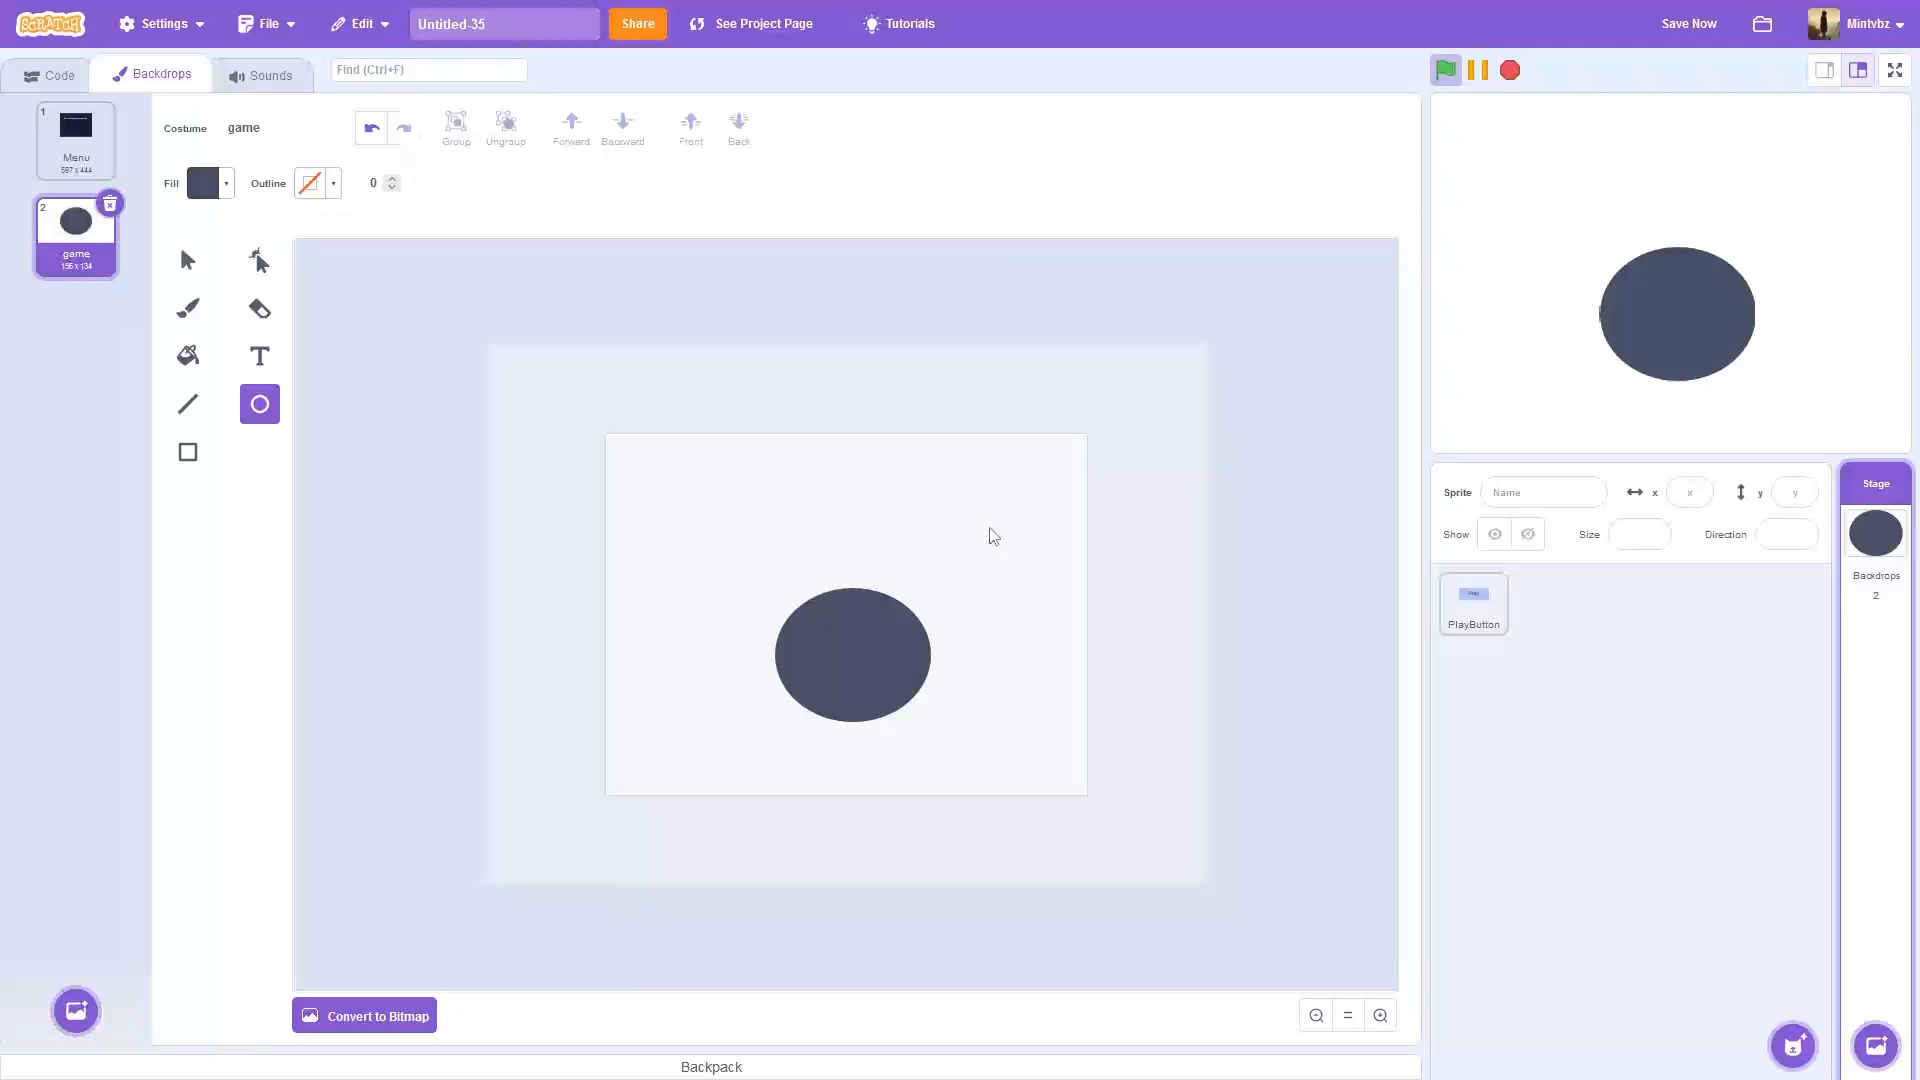 SCRATCH Settings File Edit Untitled-35 Share See Project Page Tutorials Save Now Mintvbz
Code Backdrops Sounds Find (Ctrl+F)
1
Menu
597 x 444
2
game
156 x 134
Costume game Group Ungroup Forward Backward Front Back
Fill Outline 0
T
Convert to Bitmap
=
Backpack
Sprite Name x x y y
Show Size Direction
Play
PlayButton
Stage
Backdrops
2